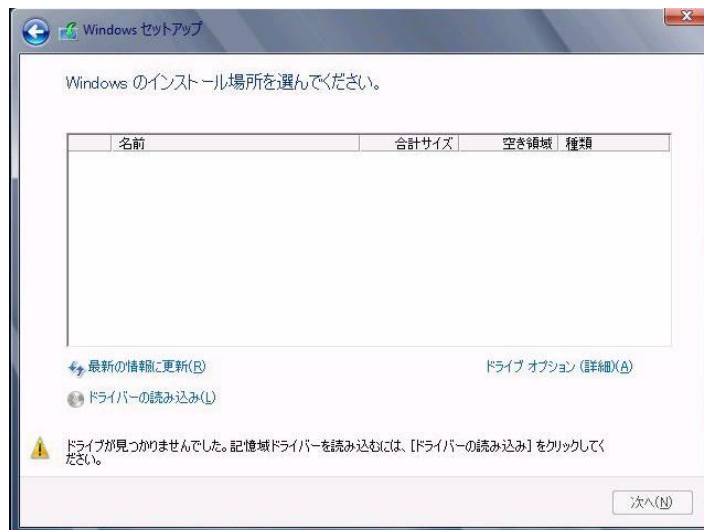 Windows セットアップ
Windows のインストール場所を選んでください。
名前 合計サイズ 空き領域 種類
最新の情報に更新(R) ドライブ オプション (詳細)(A)
ドライバーの読み込み(L)
ドライブが見つかりませんでした。記憶域ドライバーを読み込むには、[ドライバーの読み込み] をクリックしてく
ださい。
次へ(N)